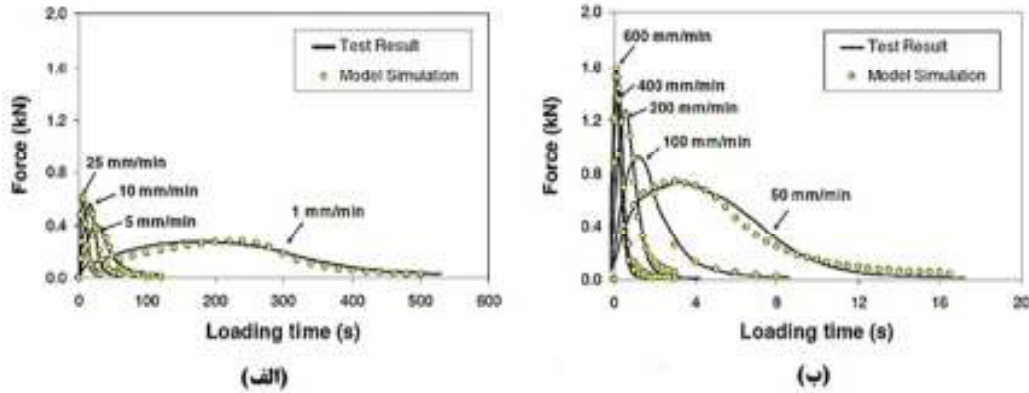 2.0
1.6
1.2
0.8
0.4
0.0
Force (kN)
Test Result
Model Simulation
25 mm/min
10 mm/min
5 mm/min
1 mm/min
0 100 200 300 400 500 600
Loading time (s)
(الف)
2.0
1.6
1.2
0.8
0.4
0.0
Force (kN)
Test Result
Model Simulation
600 mm/min
400 mm/min
200 mm/min
100 mm/min
50 mm/min
0 4 8 12 16 20
Loading time (s)
(ب)